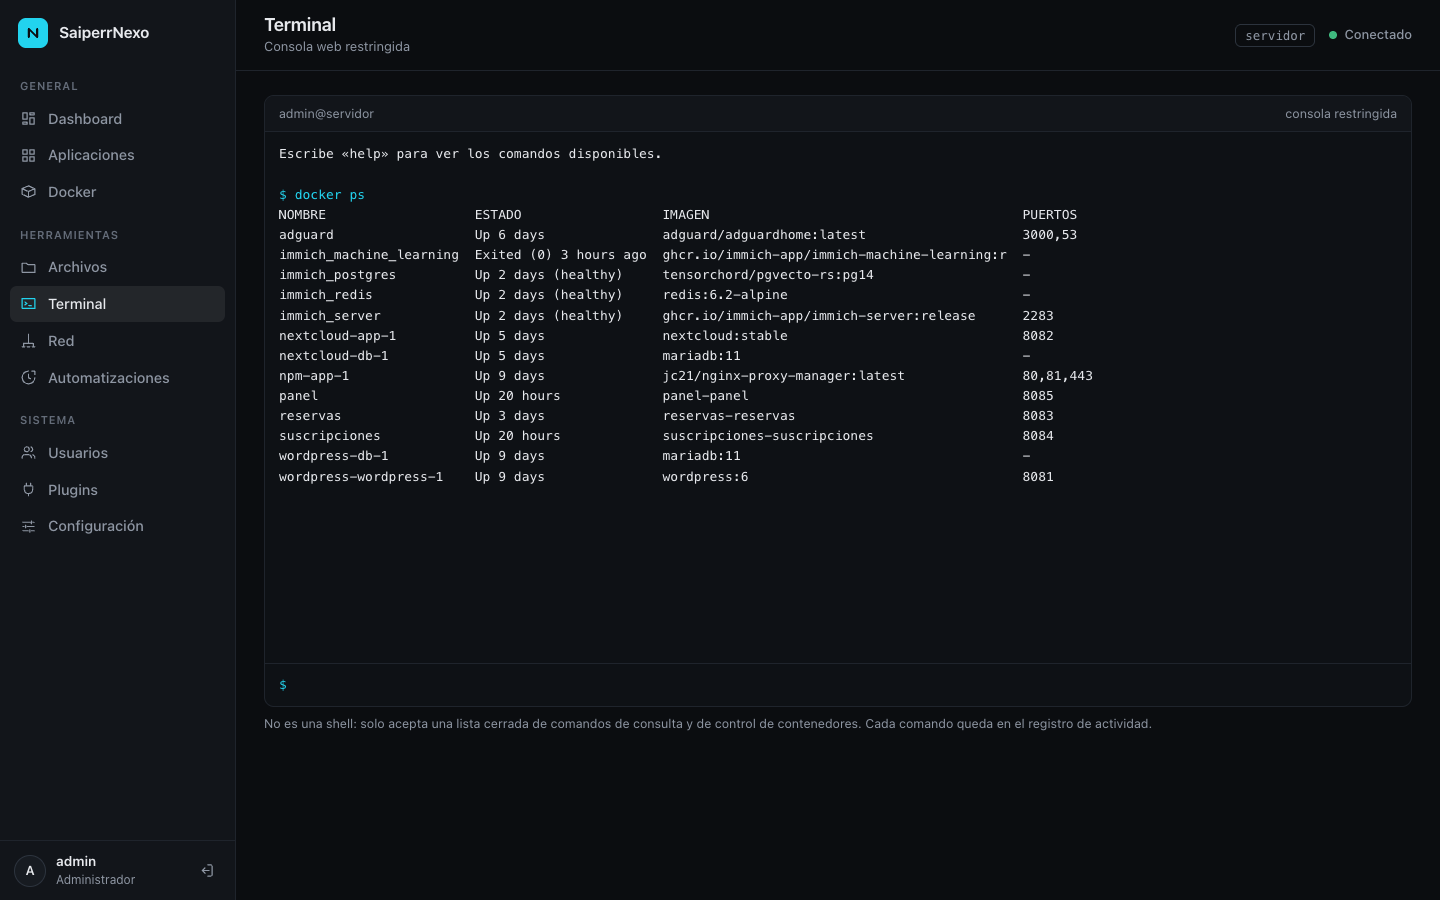 SaiperrNexo
GENERAL
Dashboard
Aplicaciones
Docker
HERRAMIENTAS
Archivos
Terminal
Red
Automatizaciones
SISTEMA
Usuarios
Plugins
Configuración
A
admin
Administrador
Terminal
Consola web restringida
servidor
Conectado
admin@servidor consola restringida
Escribe «help» para ver los comandos disponibles.
$ docker ps
NOMBRE ESTADO IMAGEN PUERTOS
adguard Up 6 days adguard/adguardhome:latest 3000,53
immich_machine_learning Exited (0) 3 hours ago ghcr.io/immich-app/immich-machine-learning:r –
immich_postgres Up 2 days (healthy) tensorchord/pgvecto-rs:pg14 –
immich_redis Up 2 days (healthy) redis:6.2-alpine –
immich_server Up 2 days (healthy) ghcr.io/immich-app/immich-server:release 2283
nextcloud-app-1 Up 5 days nextcloud:stable 8082
nextcloud-db-1 Up 5 days mariadb:11 –
npm-app-1 Up 9 days jc21/nginx-proxy-manager:latest 80,81,443
panel Up 20 hours panel-panel 8085
reservas Up 3 days reservas-reservas 8083
suscripciones Up 20 hours suscripciones-suscripciones 8084
wordpress-db-1 Up 9 days mariadb:11 –
wordpress-wordpress-1 Up 9 days wordpress:6 8081
$
No es una shell: solo acepta una lista cerrada de comandos de consulta y de control de contenedores. Cada comando queda en el registro de actividad.